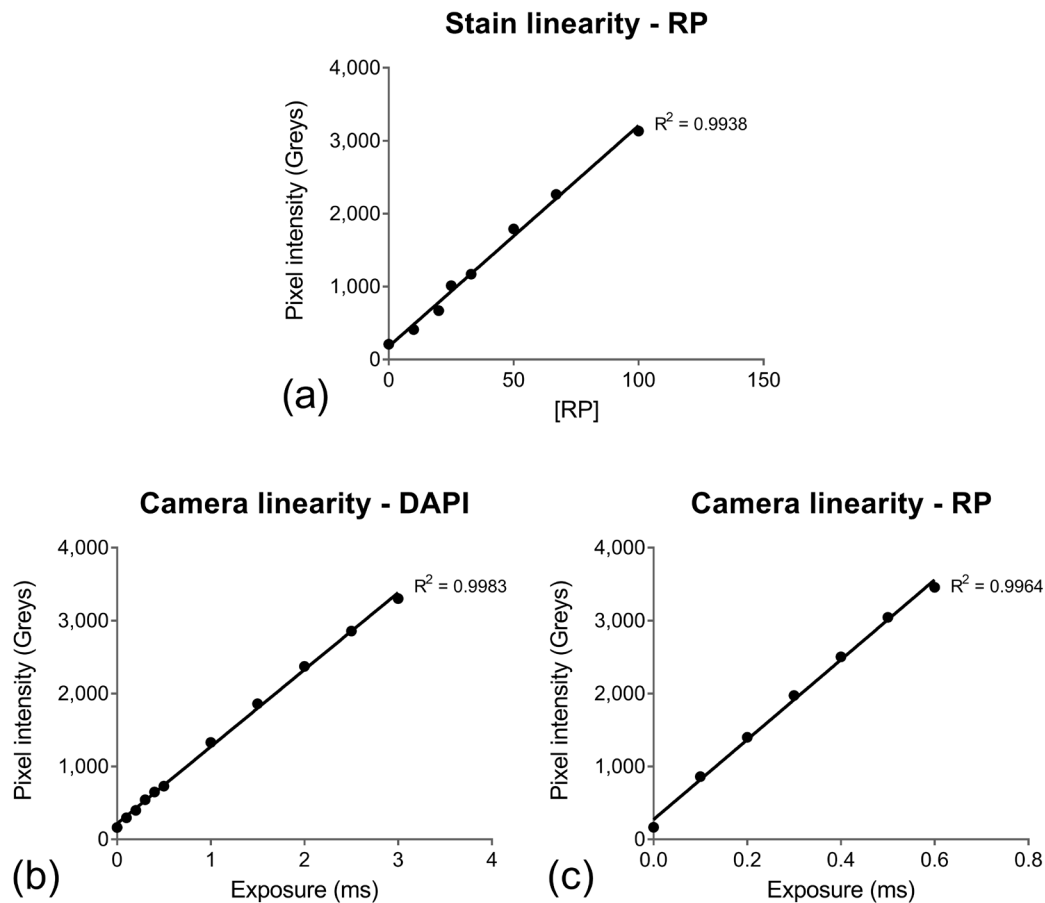 Stain linearity - RP
4,000
3,000
2,000
1,000
0
Pixel intensity (Greys)
R² = 0.9938
0 50 100 150
[RP]
(a)
Camera linearity - DAPI
4,000
3,000
2,000
1,000
0
Pixel intensity (Greys)
R² = 0.9983
0 1 2 3 4
Exposure (ms)
(b)
Camera linearity - RP
4,000
3,000
2,000
1,000
0
Pixel intensity (Greys)
R² = 0.9964
0.0 0.2 0.4 0.6 0.8
Exposure (ms)
(c)